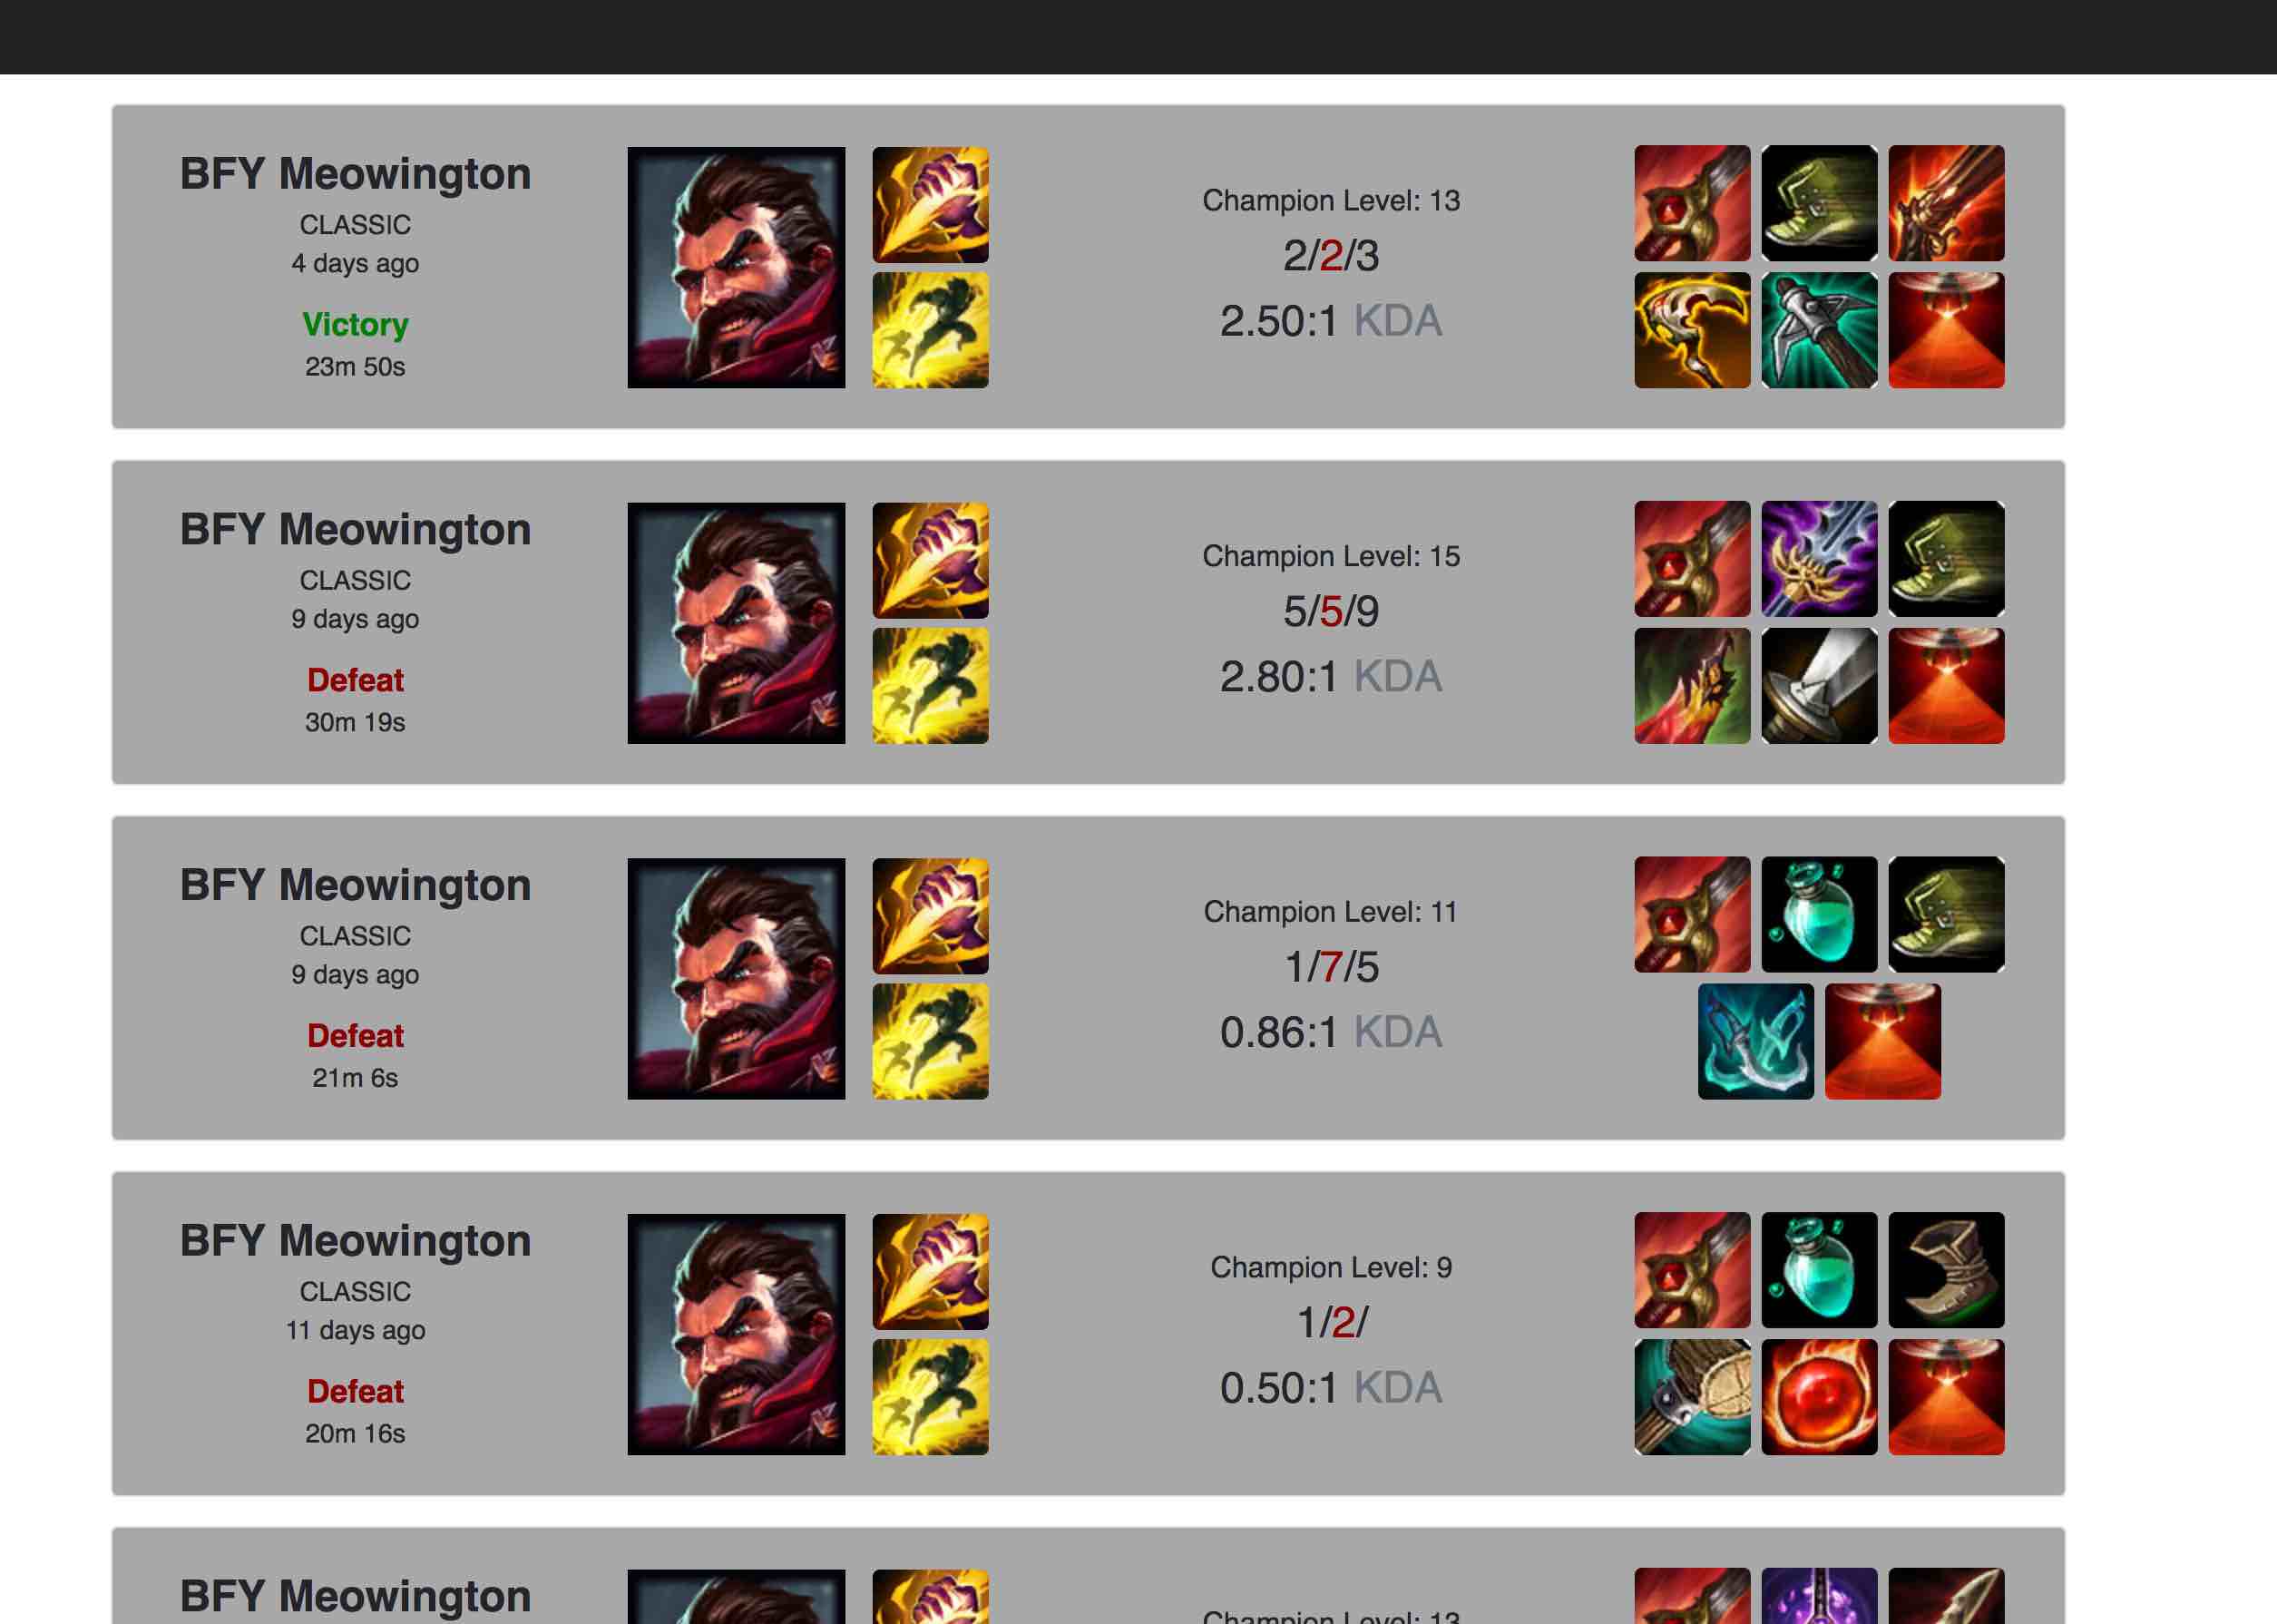 BFY Meowington
CLASSIC
4 days ago
Victory
23m 50s
Champion Level: 13
2/2/3
2.50:1 KDA
BFY Meowington
CLASSIC
9 days ago
Defeat
30m 19s
Champion Level: 15
5/5/9
2.80:1 KDA
BFY Meowington
CLASSIC
9 days ago
Defeat
21m 6s
Champion Level: 11
1/7/5
0.86:1 KDA
BFY Meowington
CLASSIC
11 days ago
Defeat
20m 16s
Champion Level: 9
1/2/
0.50:1 KDA
BFY Meowington
Champion Level: 13